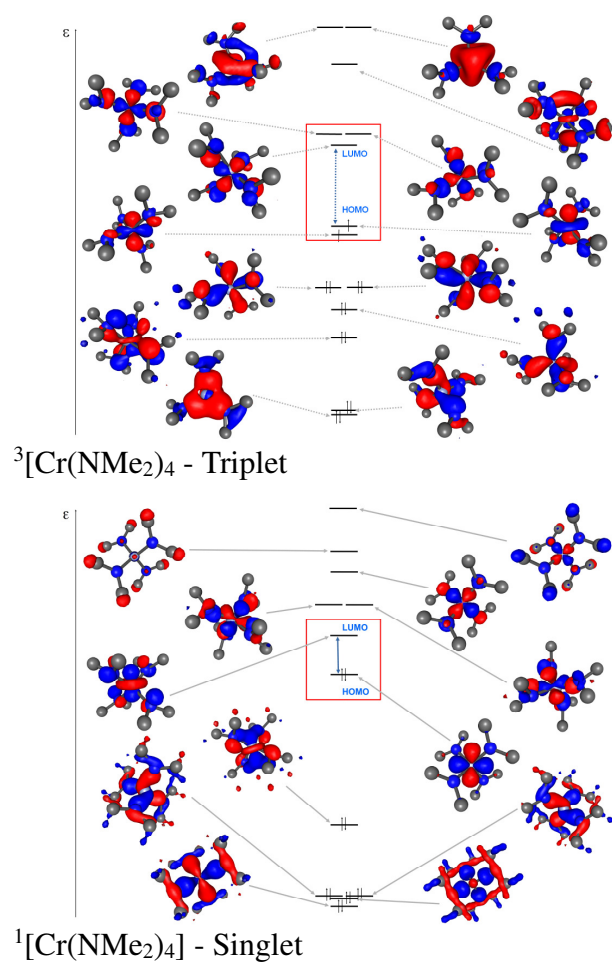 ε
LUMO
HOMO
³[Cr(NMe₂)₄ - Triplet
ε
LUMO
HOMO
¹[Cr(NMe₂)₄] - Singlet